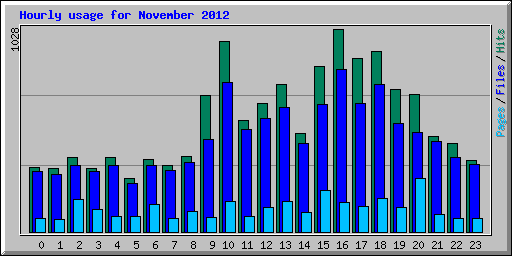 Hourly usage for November 2012
1028
Pages/Files/Hits
0 1 2 3 4 5 6 7 8 9 10 11 12 13 14 15 16 17 18 19 20 21 22 23